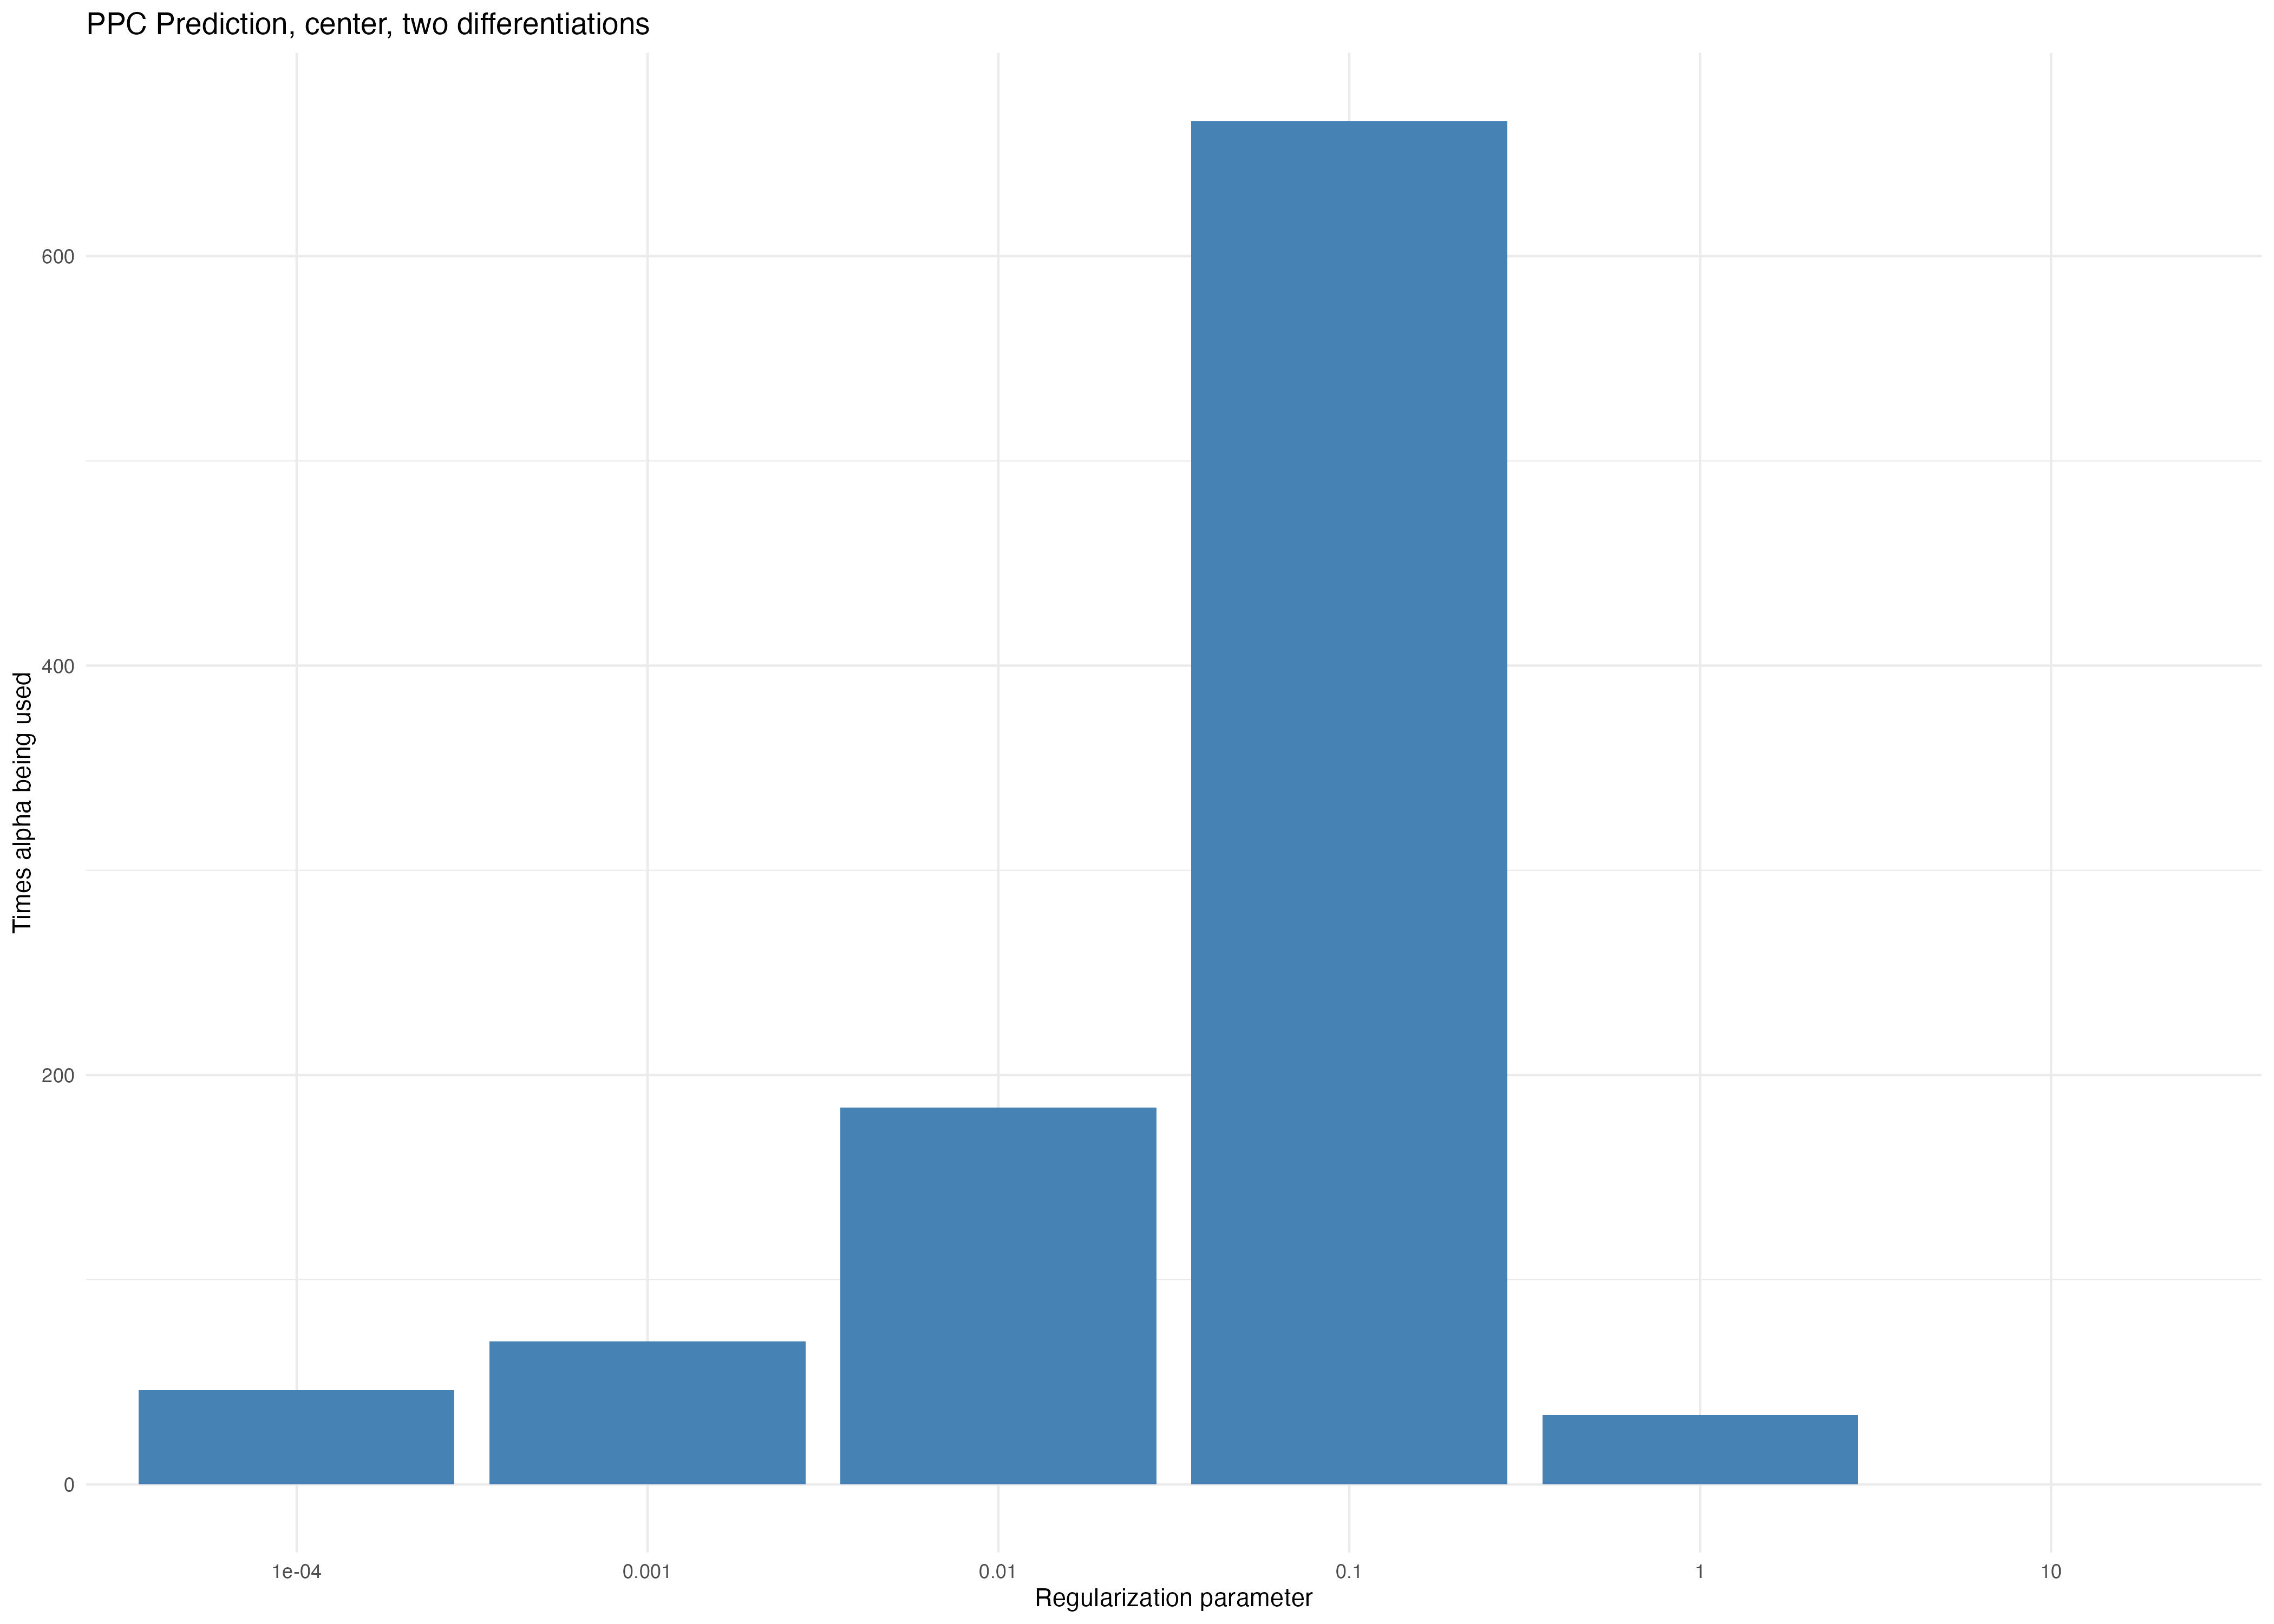 PPC Prediction, center, two differentiations
Times alpha being used
600
400
200
0
1e-04 0.001 0.01 0.1 1 10
Regularization parameter